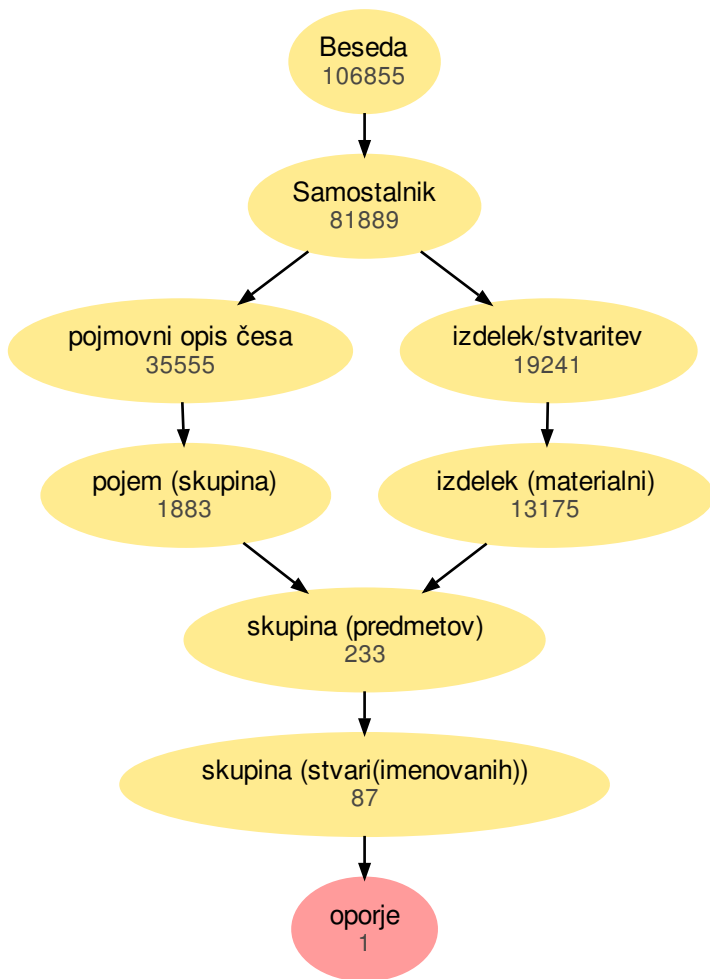 Beseda
106855
Samostalnik
81889
pojmovni opis česa
35555
izdelek/stvaritev
19241
pojem (skupina)
1883
izdelek (materialni)
13175
skupina (predmetov)
233
skupina (stvari(imenovanih))
87
oporje
1